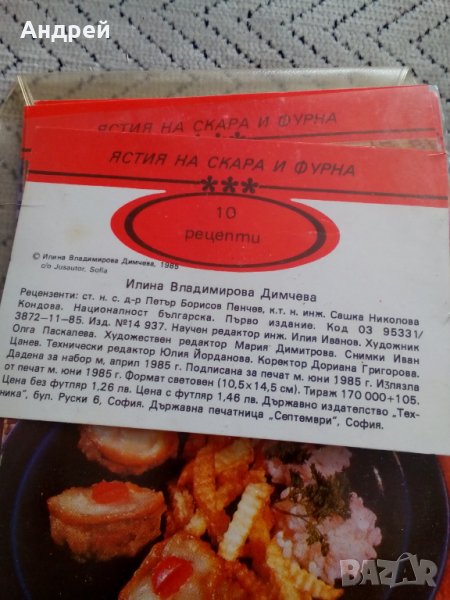 Андрей
ЯСТИЯ НА СКАРА И ФУРНА
ЯСТИЯ НА СКАРА И ФУРНА
***
10
рецепти
© Илина Владимирова Димчева, 1985
c/o Jusautor, Sofia
Илина Владимирова Димчева
Рецензенти: ст. н. с. д-р Петър Борисов Пенчев, к.т. н. инж. Сашка Николова
Кондова. Националност българска. Първо издание. Код 03 95331/
3872—11—85. Изд. №14 937. Научен редактор инж. Илия Иванов. Художник
Олга Паскалева. Художествен редактор Мария Димитрова. Снимки Иван
Цанев. Технически редактор Юлия Йорданова. Коректор Дориана Григорова.
Дадена за набор м. април 1985 г. Подписана за печат м. юни 1985 г. Излязла
от печат м. юни 1985 г. Формат световен (10,5×14,5 см). Тираж 170 000+105.
Цена без футляр 1,26 лв. Цена с футляр 1,46 лв. Държавно издателство „Тех-
ника", бул. Руски 6, София. Държавна печатница „Септември", София.
BAZAR.BG